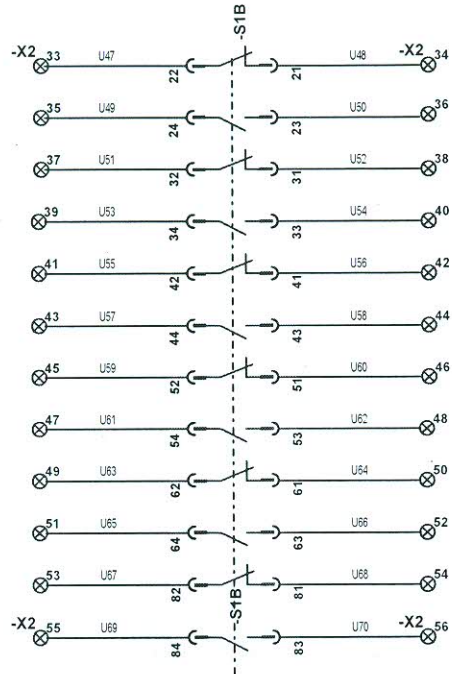 -S1B
-X2 33 U47 22 21 U48 -X2 34
35 U49 24 23 U50 36
37 U51 32 31 U52 38
39 U53 34 33 U54 40
41 U55 42 41 U56 42
43 U57 44 43 U58 44
45 U59 52 51 U60 46
47 U61 54 53 U62 48
49 U63 62 61 U64 50
51 U65 64 63 U66 52
53 U67 82 81 U68 54
-S1B
-X2 55 U69 84 83 U70 -X2 56